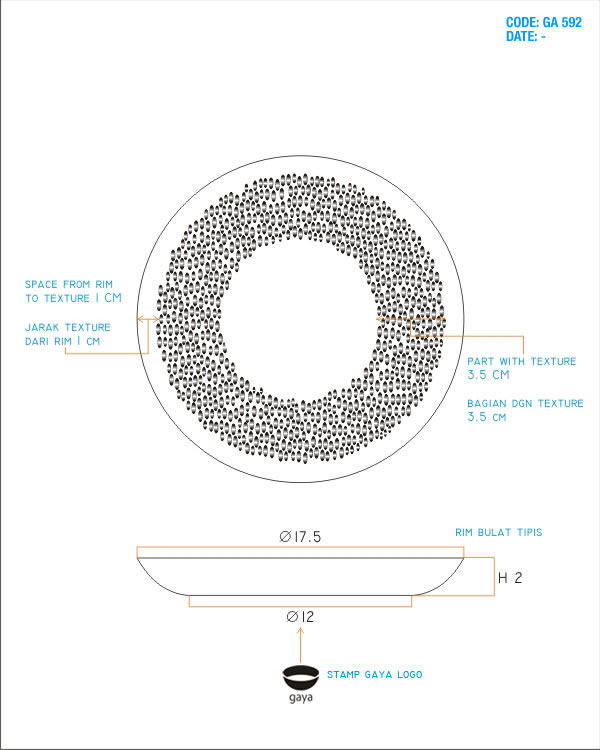 CODE: GA 592
DATE: -
SPACE FROM RIM
TO TEXTURE 1 CM
JARAK TEXTURE
DARI RIM 1 CM
PART WITH TEXTURE
3.5 CM
BAGIAN DGN TEXTURE
3.5 CM
Ø17.5
RIM BULAT TIPIS
H 2
Ø12
STAMP GAYA LOGO
gaya